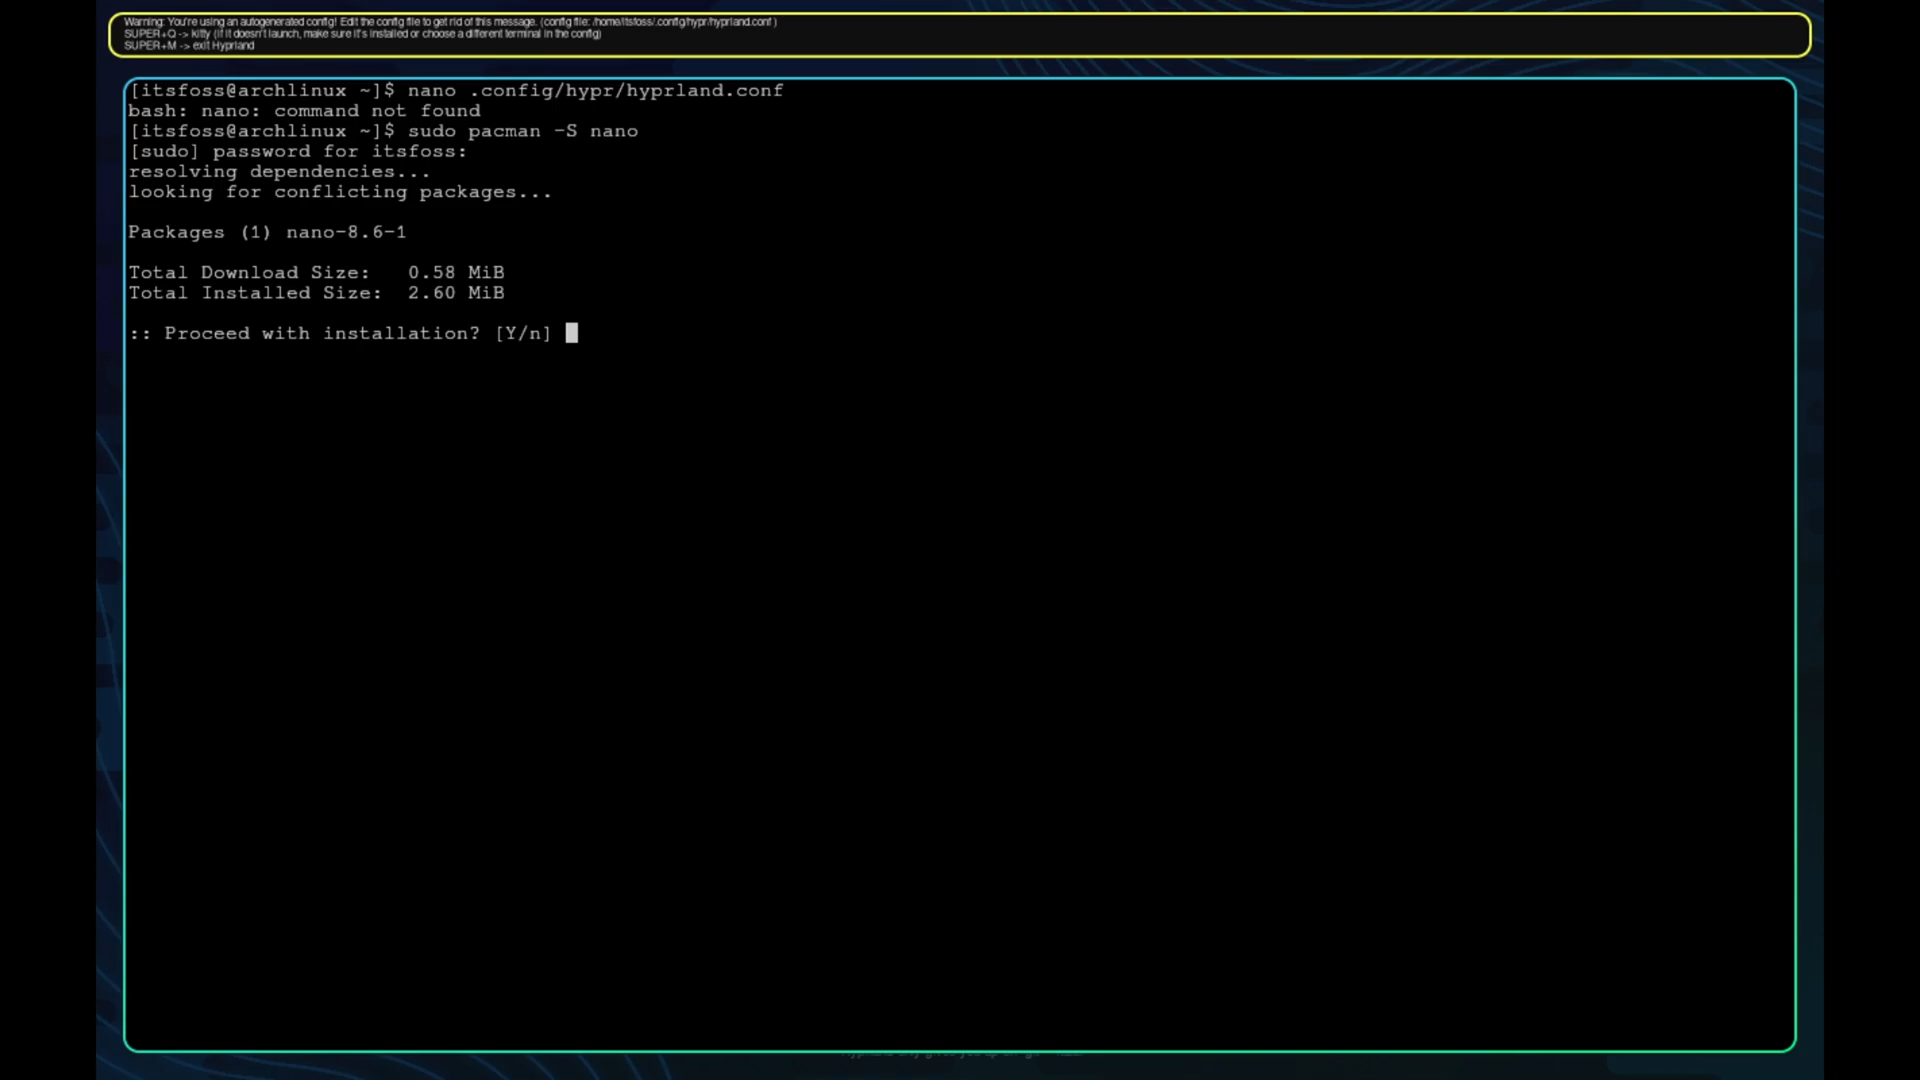 Warning: You're using an autogenerated config! Edit the config file to get rid of this message. (config file: /home/itsfoss/.config/hypr/hyprland.conf )
SUPER+Q -> kitty (if it doesn't launch, make sure it's installed or choose a different terminal in the config)
SUPER+M -> exit Hyprland
[itsfoss@archlinux ~]$ nano .config/hypr/hyprland.conf
bash: nano: command not found
[itsfoss@archlinux ~]$ sudo pacman -S nano
[sudo] password for itsfoss:
resolving dependencies...
looking for conflicting packages...
Packages (1) nano-8.6-1
Total Download Size:   0.58 MiB
Total Installed Size:  2.60 MiB
:: Proceed with installation? [Y/n]